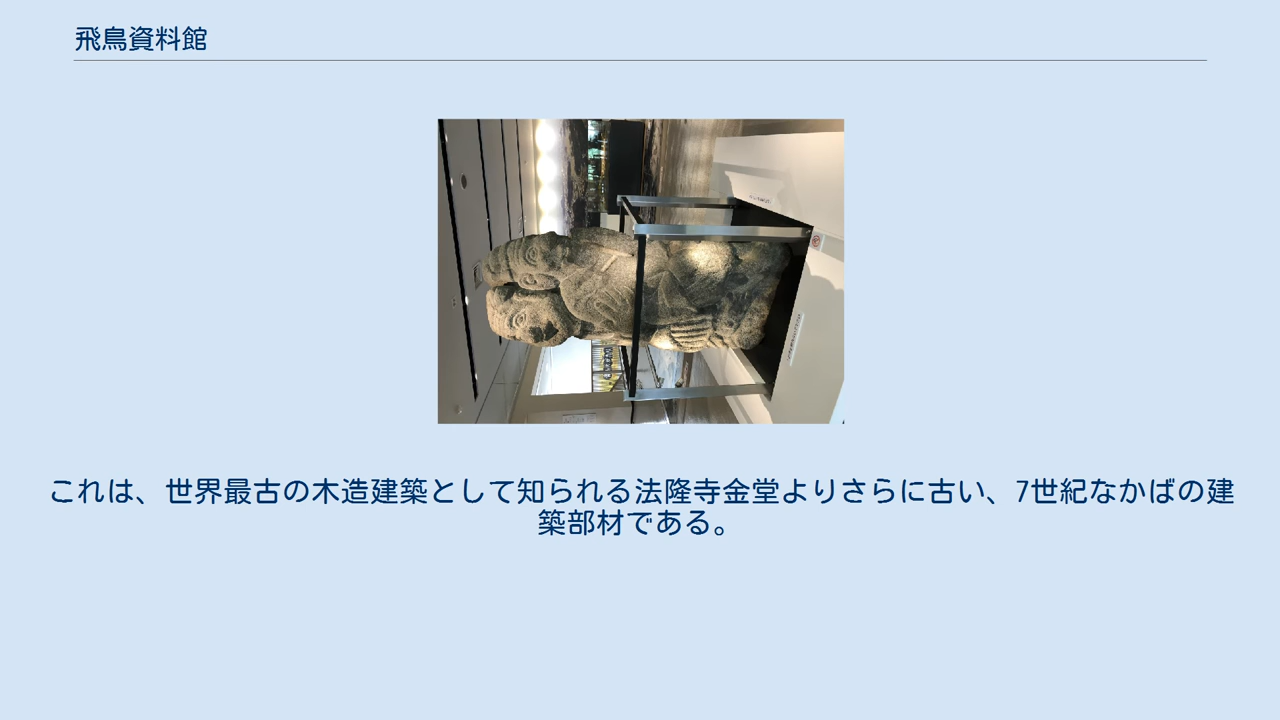 飛鳥資料館
これは、世界最古の木造建築として知られる法隆寺金堂よりさらに古い、7世紀なかばの建
築部材である。